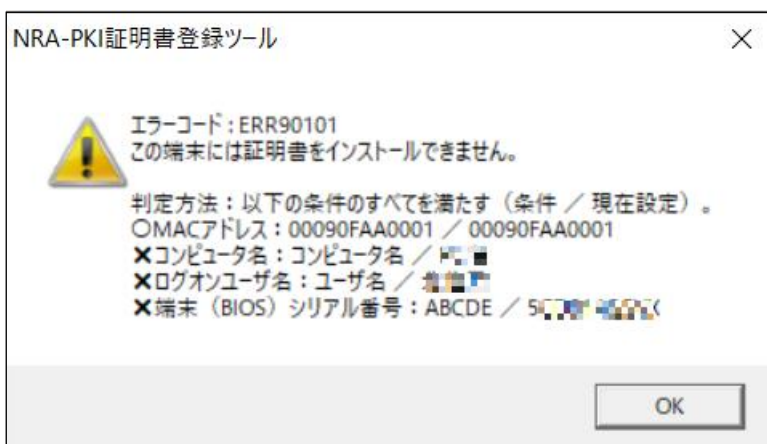 NRA-PKI証明書登録ツール
エラーコード：ERR90101
この端末には証明書をインストールできません。
判定方法：以下の条件のすべてを満たす（条件 ／ 現在設定）。
○MACアドレス：00090FAA0001 ／ 00090FAA0001
❌コンピュータ名：コンピュータ名 ／
❌ログオンユーザ名：ユーザ名 ／
❌端末（BIOS）シリアル番号：ABCDE ／
OK